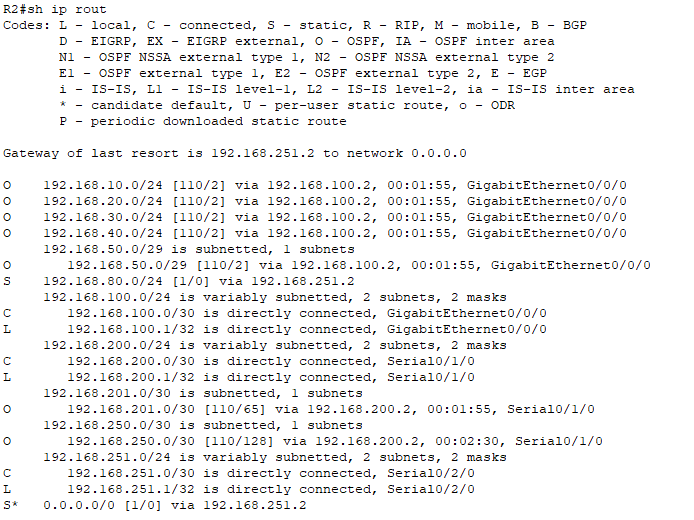 R2#sh ip rout
Codes: L - local, C - connected, S - static, R - RIP, M - mobile, B - BGP
       D - EIGRP, EX - EIGRP external, O - OSPF, IA - OSPF inter area
       N1 - OSPF NSSA external type 1, N2 - OSPF NSSA external type 2
       E1 - OSPF external type 1, E2 - OSPF external type 2, E - EGP
       i - IS-IS, L1 - IS-IS level-1, L2 - IS-IS level-2, ia - IS-IS inter area
       * - candidate default, U - per-user static route, o - ODR
       P - periodic downloaded static route

Gateway of last resort is 192.168.251.2 to network 0.0.0.0

O    192.168.10.0/24 [110/2] via 192.168.100.2, 00:01:55, GigabitEthernet0/0/0
O    192.168.20.0/24 [110/2] via 192.168.100.2, 00:01:55, GigabitEthernet0/0/0
O    192.168.30.0/24 [110/2] via 192.168.100.2, 00:01:55, GigabitEthernet0/0/0
O    192.168.40.0/24 [110/2] via 192.168.100.2, 00:01:55, GigabitEthernet0/0/0
     192.168.50.0/29 is subnetted, 1 subnets
O       192.168.50.0/29 [110/2] via 192.168.100.2, 00:01:55, GigabitEthernet0/0/0
S    192.168.80.0/24 [1/0] via 192.168.251.2
     192.168.100.0/24 is variably subnetted, 2 subnets, 2 masks
C       192.168.100.0/30 is directly connected, GigabitEthernet0/0/0
L       192.168.100.1/32 is directly connected, GigabitEthernet0/0/0
     192.168.200.0/24 is variably subnetted, 2 subnets, 2 masks
C       192.168.200.0/30 is directly connected, Serial0/1/0
L       192.168.200.1/32 is directly connected, Serial0/1/0
     192.168.201.0/30 is subnetted, 1 subnets
O       192.168.201.0/30 [110/65] via 192.168.200.2, 00:01:55, Serial0/1/0
     192.168.250.0/30 is subnetted, 1 subnets
O       192.168.250.0/30 [110/128] via 192.168.200.2, 00:02:30, Serial0/1/0
     192.168.251.0/24 is variably subnetted, 2 subnets, 2 masks
C       192.168.251.0/30 is directly connected, Serial0/2/0
L       192.168.251.1/32 is directly connected, Serial0/2/0
S*   0.0.0.0/0 [1/0] via 192.168.251.2